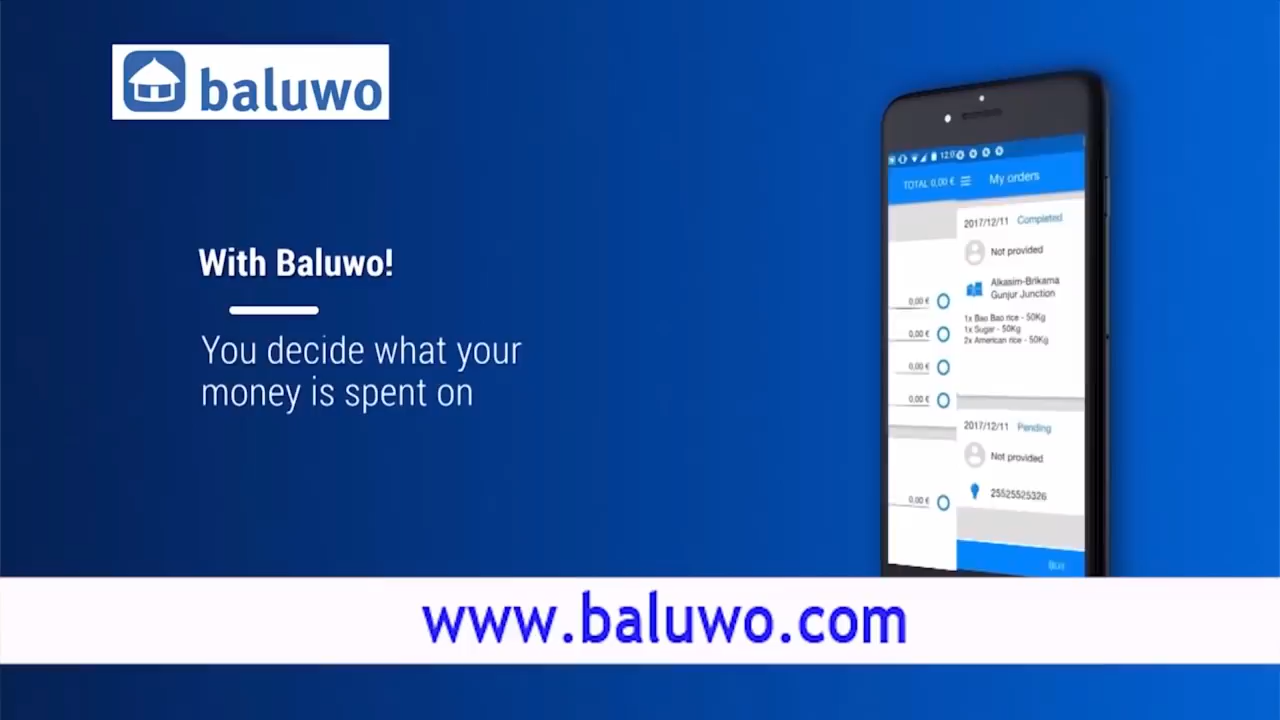 baluwo
With Baluwo!
You decide what your
money is spent on
TOTAL 0,00 €
My orders
0,00 €
0,00 €
0,00 €
0,00 €
0,00 €
2017/12/11 Completed
Not provided
Alkasim-Brikama
Gunjur Junction
1x Bao Bao rice - 50Kg
1x Sugar - 50Kg
2x American rice - 50Kg
2017/12/11 Pending
Not provided
25525525326
BUY
www.baluwo.com